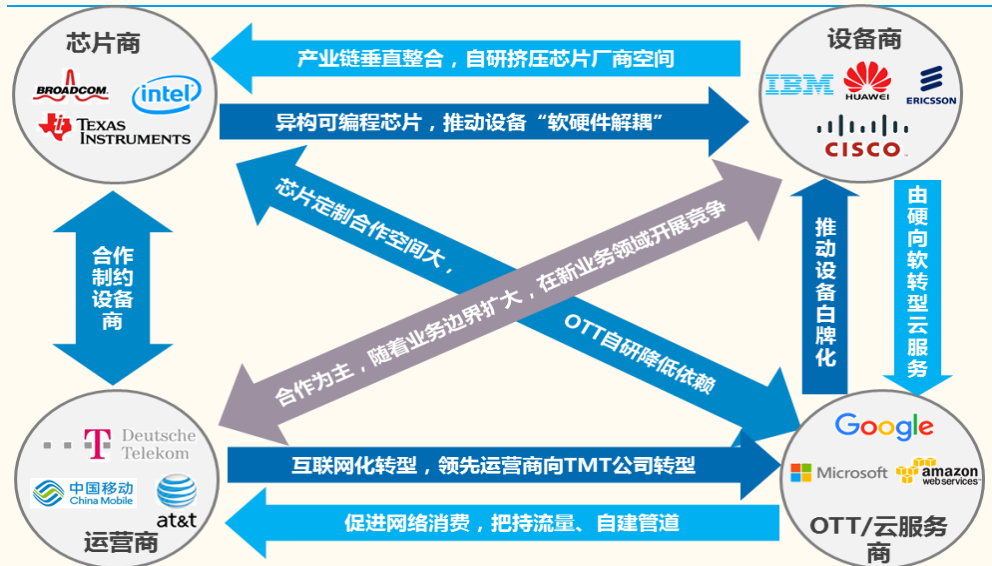 芯片商
BROADCOM.
intel
TEXAS
INSTRUMENTS
产业链垂直整合，自研挤压芯片厂商空间
异构可编程芯片，推动设备“软硬件解耦”
设备商
IBM
HUAWEI
ERICSSON
CISCO
芯片定制合作空间大，
OTT自研降低依赖
合作为主，随着业务边界扩大，在新业务领域开展竞争
合作
制约
设备
商
推动设备白牌化
由硬向软转型云服务
Deutsche
Telekom
中国移动
China Mobile
at&t
运营商
互联网化转型，领先运营商向TMT公司转型
促进网络消费，把持流量、自建管道
Google
Microsoft
amazon
webservices™
OTT/云服务
商